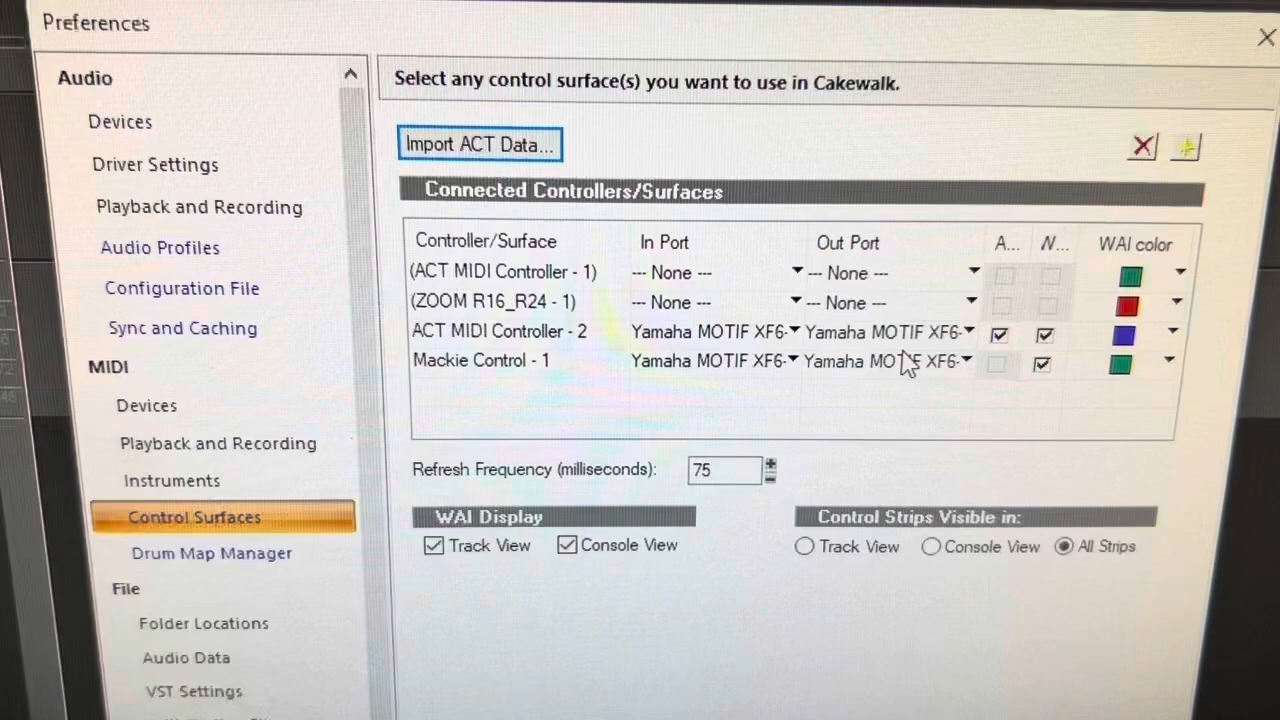 Preferences
Audio
Devices
Driver Settings
Playback and Recording
Audio Profiles
Configuration File
Sync and Caching
MIDI
Devices
Playback and Recording
Instruments
Control Surfaces
Drum Map Manager
File
Folder Locations
Audio Data
VST Settings
Select any control surface(s) you want to use in Cakewalk.
Import ACT Data...
Connected Controllers/Surfaces
Controller/Surface In Port Out Port A... N... WAI color
(ACT MIDI Controller - 1) --- None --- --- None ---
(ZOOM R16_R24 - 1) --- None --- --- None ---
ACT MIDI Controller - 2 Yamaha MOTIF XF6- Yamaha MOTIF XF6-
Mackie Control - 1 Yamaha MOTIF XF6- Yamaha MOTIF XF6-
Refresh Frequency (milliseconds): 75
WAI Display Control Strips Visible in:
Track View Console View Track View Console View All Strips